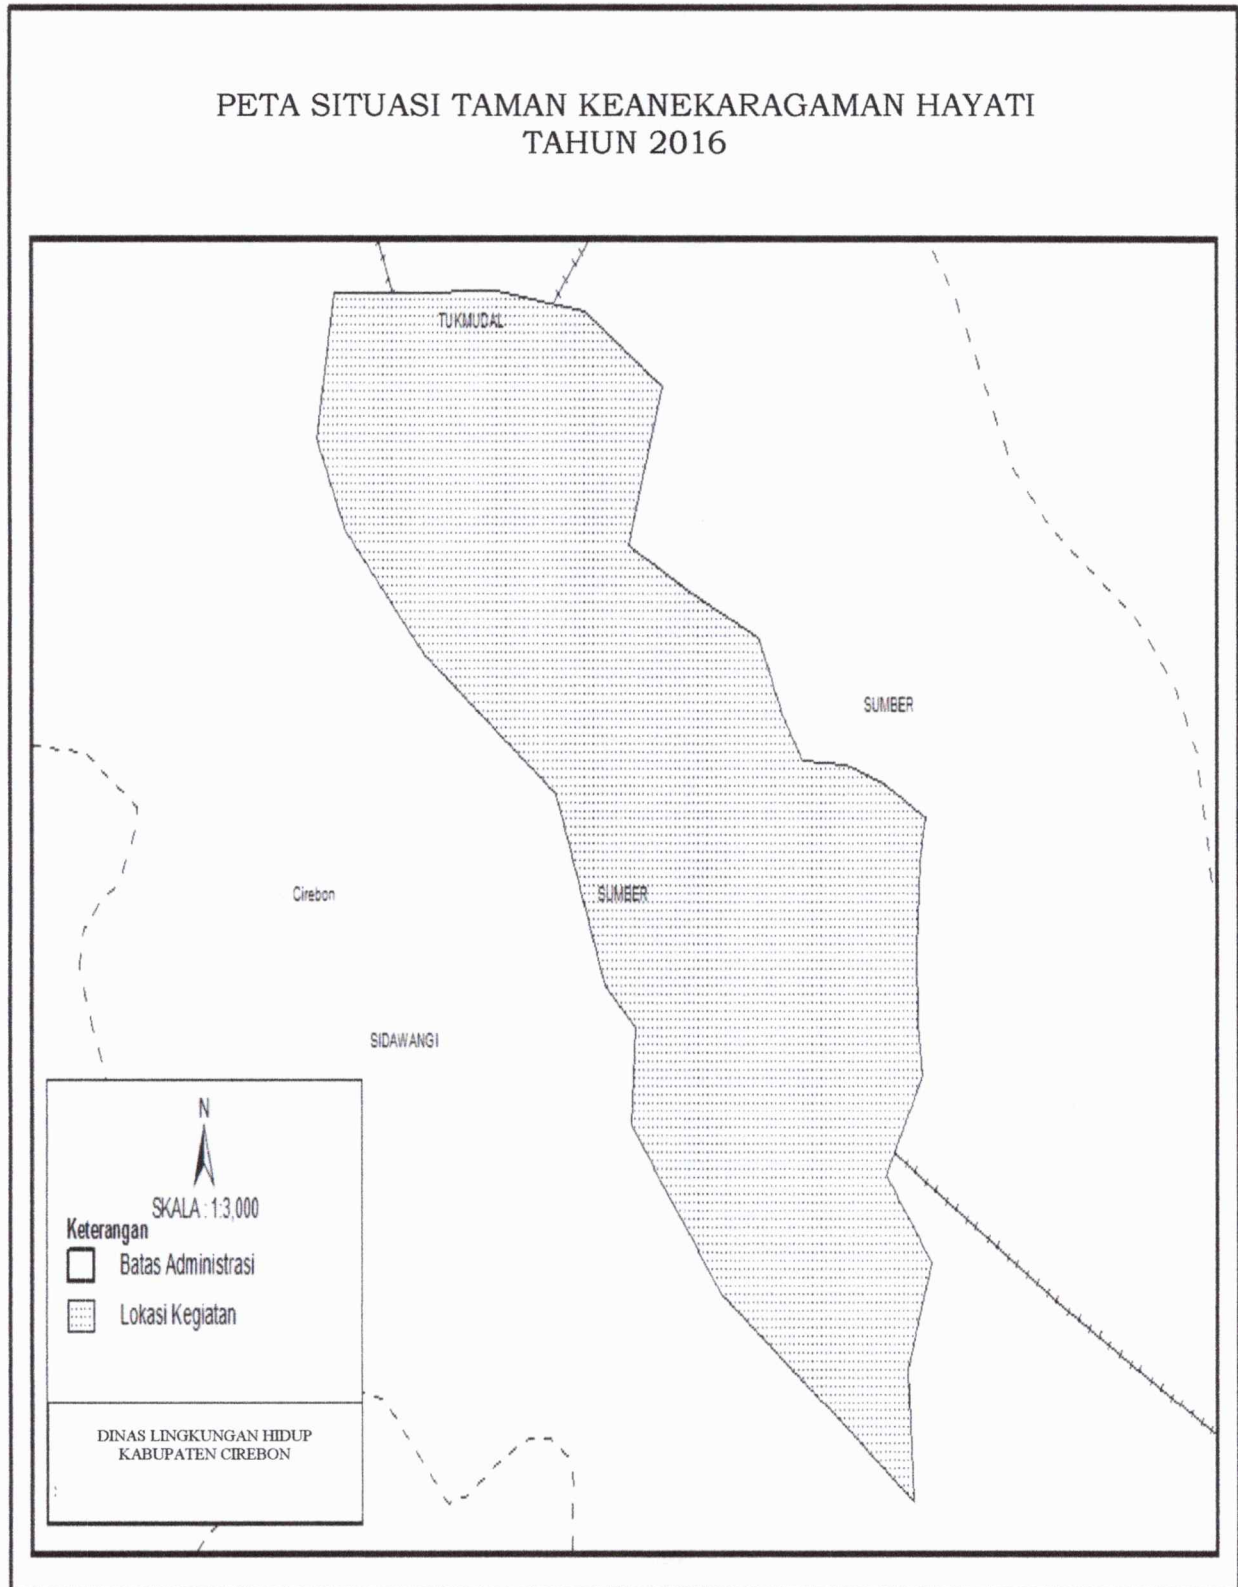 PETA SITUASI TAMAN KEANEKARAGAMAN HAYATI
TAHUN 2016
TUKMUDAL
SUMBER
Cirebon
SUMBER
SIDAWANGI
N
SKALA : 1:3,000
Keterangan
Batas Administrasi
Lokasi Kegiatan
DINAS LINGKUNGAN HIDUP
KABUPATEN CIREBON